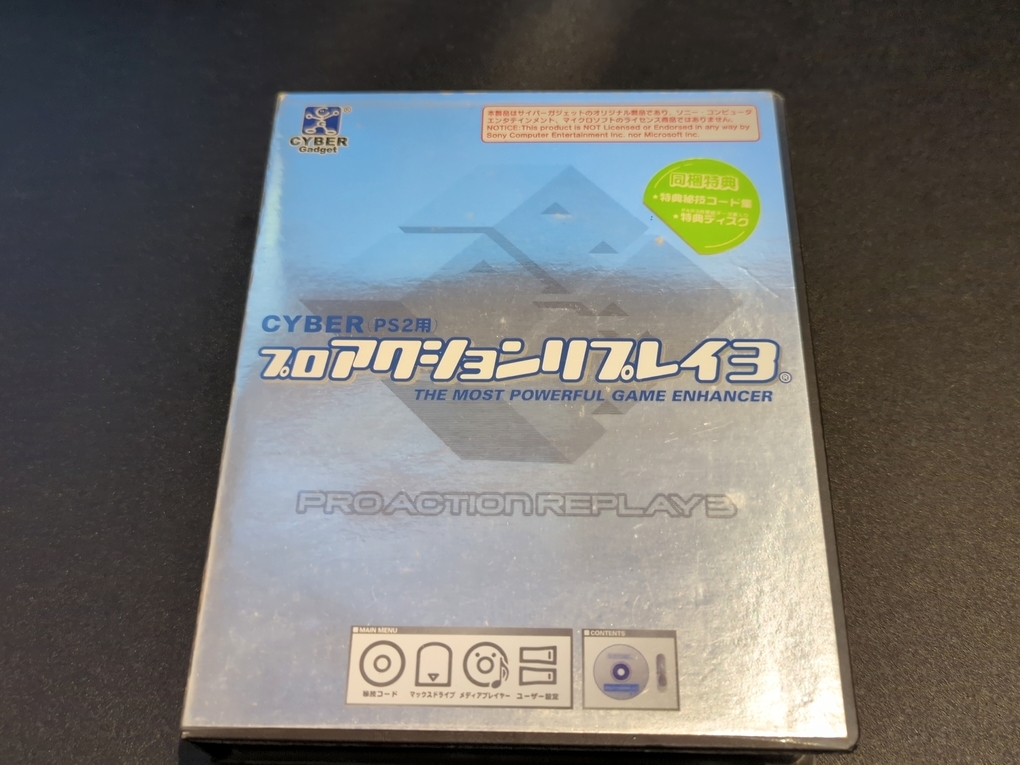 CYBER
Gadget
本製品はサイバーガジェットのオリジナル製品であり、ソニー・コンピュータ
エンタテインメント、マイクロソフトのライセンス商品ではありません。
NOTICE:This product is NOT Licensed or Endorsed in any way by
Sony Computer Entertainment Inc. nor Microsoft Inc.
同梱特典
★特典秘技コード集
★特典ディスク
CYBER(PS2用)
プロアクションリプレイ3®
THE MOST POWERFUL GAME ENHANCER
PRO ACTION REPLAY 3
■MAIN MENU
秘技コード マックスドライブ メディアプレイヤー ユーザー設定
■CONTENTS